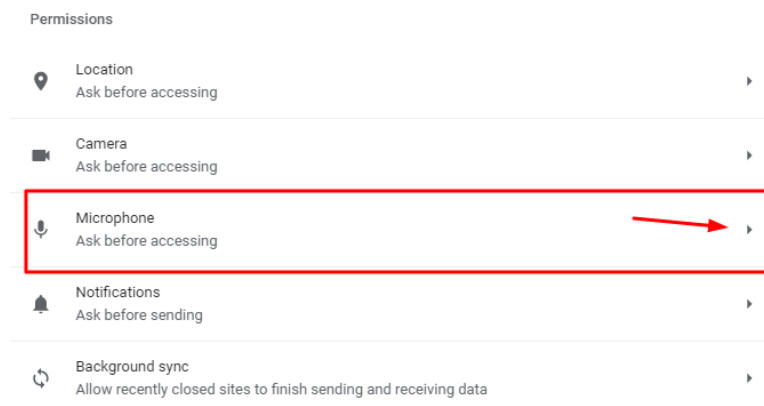 Permissions
Location
Ask before accessing
Camera
Ask before accessing
Microphone
Ask before accessing
Notifications
Ask before sending
Background sync
Allow recently closed sites to finish sending and receiving data